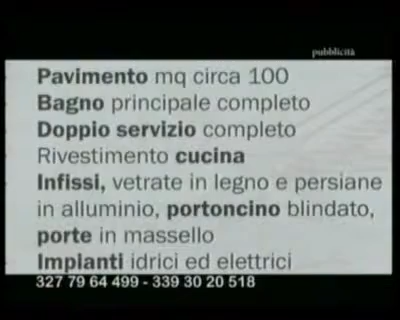 pubblicità
Pavimento mq circa 100
Bagno principale completo
Doppio servizio completo
Rivestimento cucina
Infissi, vetrate in legno e persiane
in alluminio, portoncino blindato,
porte in massello
Impianti idrici ed elettrici
327 79 64 499 - 339 30 20 518